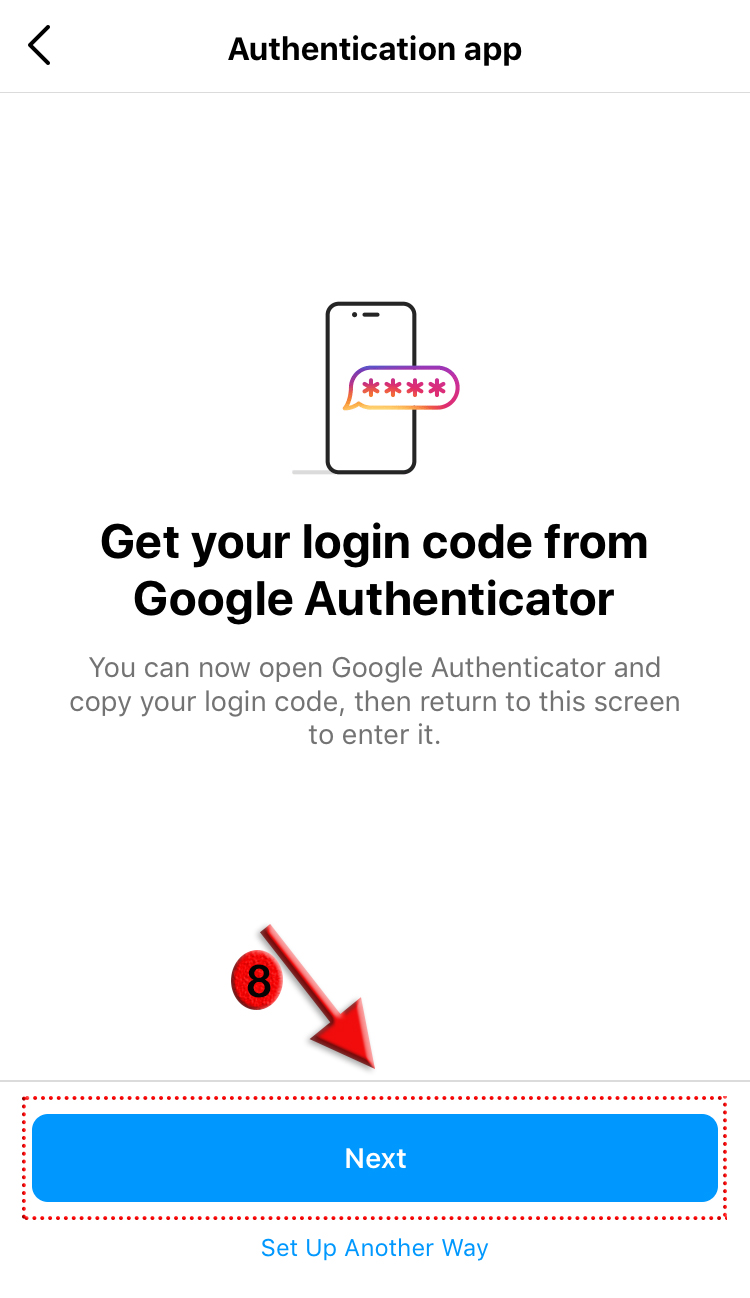 Authentication app
****
Get your login code from
Google Authenticator
You can now open Google Authenticator and
copy your login code, then return to this screen
to enter it.
8
Next
Set Up Another Way